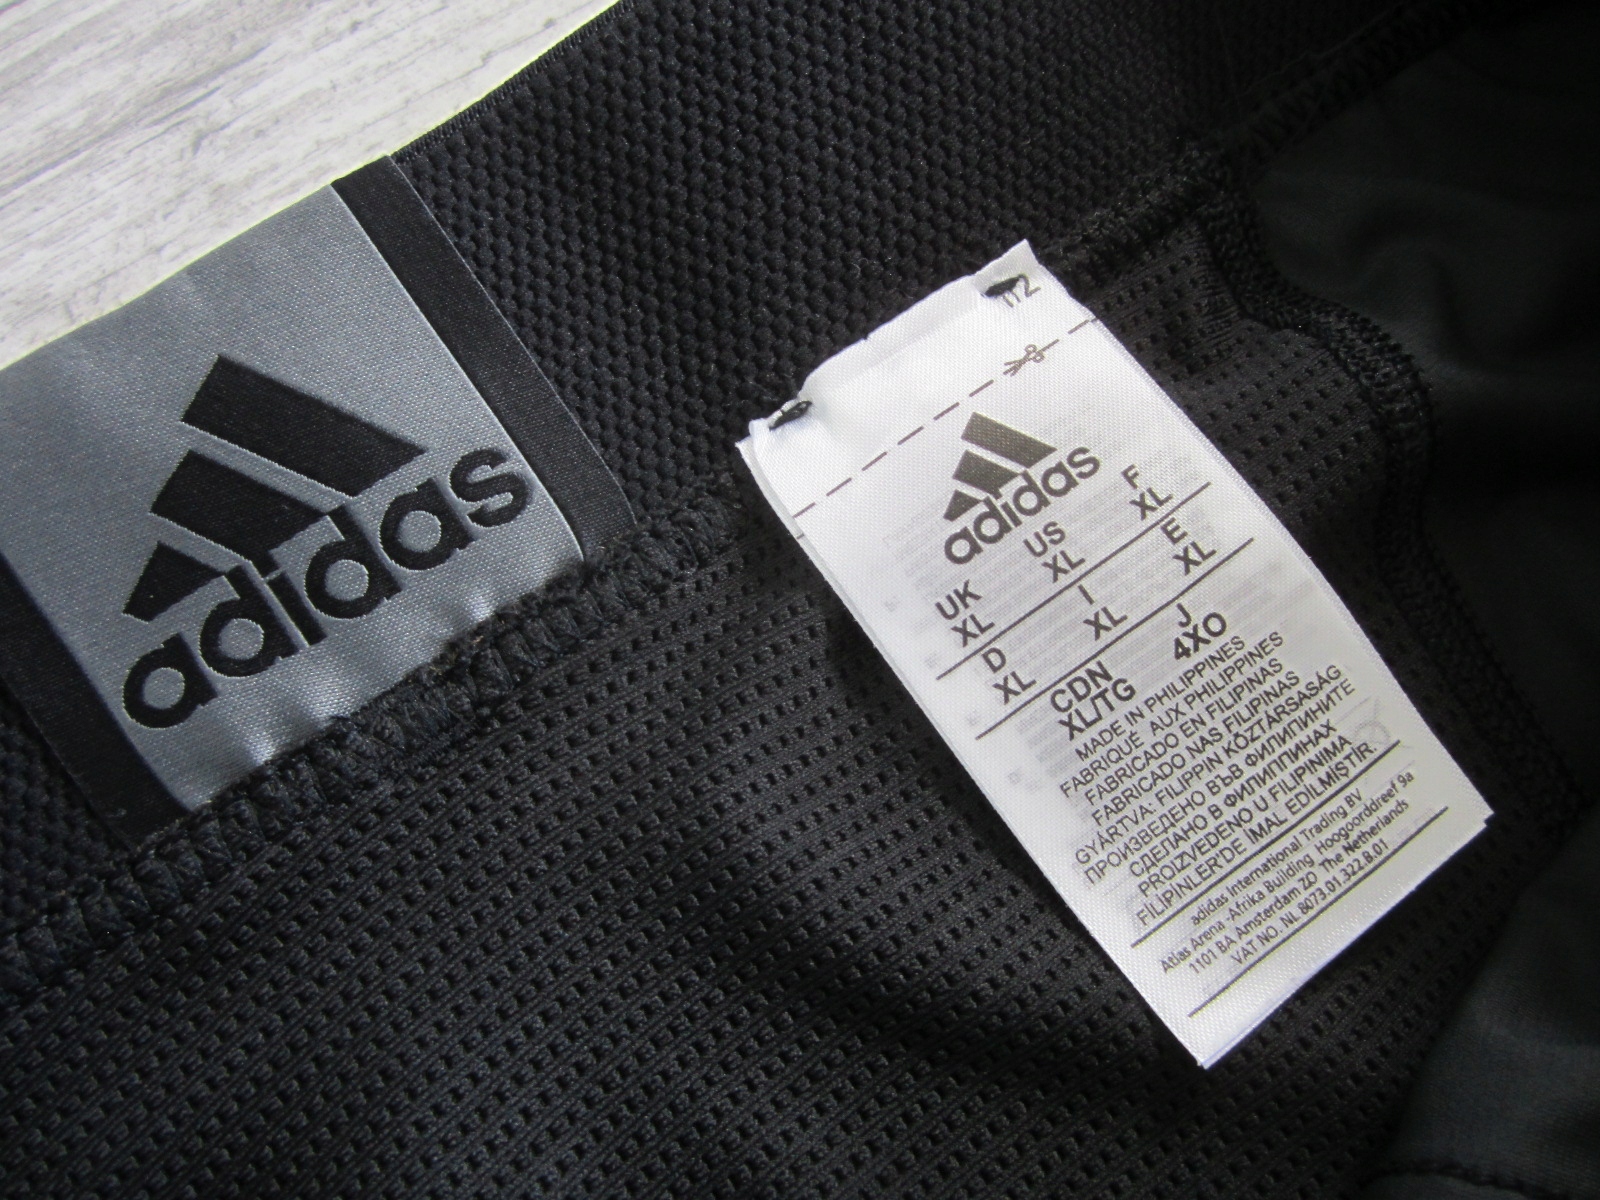 adidas
adidas
UK US F
XL XL XL
D I E
XL XL XL
CDN J
XL/TG 4XO
MADE IN PHILIPPINES
FABRIQUÉ AUX PHILIPPINES
FABRICADO EN FILIPINAS
FABRICADO NAS FILIPINAS
GYÁRTVA: FILIPPIN KÖZTÁRSASÁG
ПРОИЗВЕДЕНО ВЪВ ФИЛИПИНИТЕ
СДЕЛАНО В ФИЛИППИНАХ
PROIZVEDENO U FILIPINIMA
FİLİPİNLER'DE İMAL EDİLMİŞTİR.
adidas International Trading BV
Atlas Arena -Afrika Building Hoogoorddreef 9a
1101 BA Amsterdam ZO The Netherlands
VAT NO. NL 8073.01.322.B.01